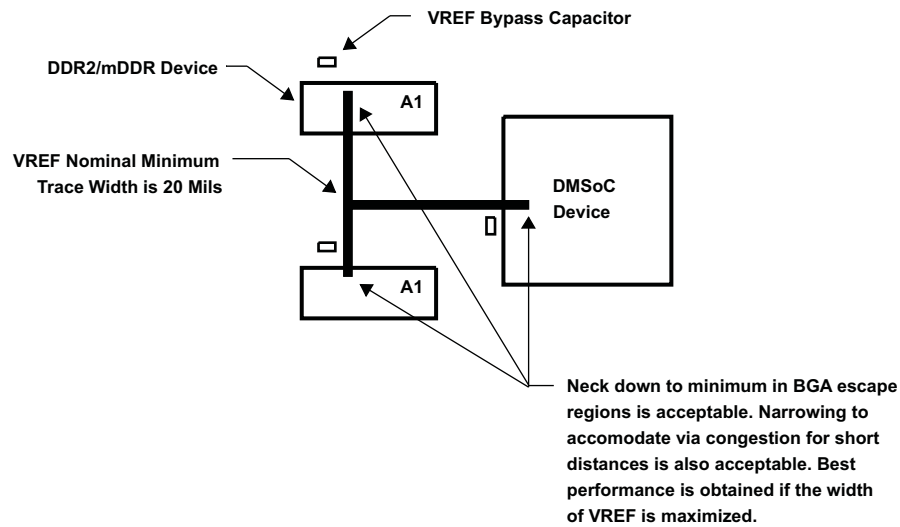 VREF Bypass Capacitor
DDR2/mDDR Device
A1
VREF Nominal Minimum
Trace Width is 20 Mils
DMSoC
Device
A1
Neck down to minimum in BGA escape
regions is acceptable. Narrowing to
accomodate via congestion for short
distances is also acceptable. Best
performance is obtained if the width
of VREF is maximized.